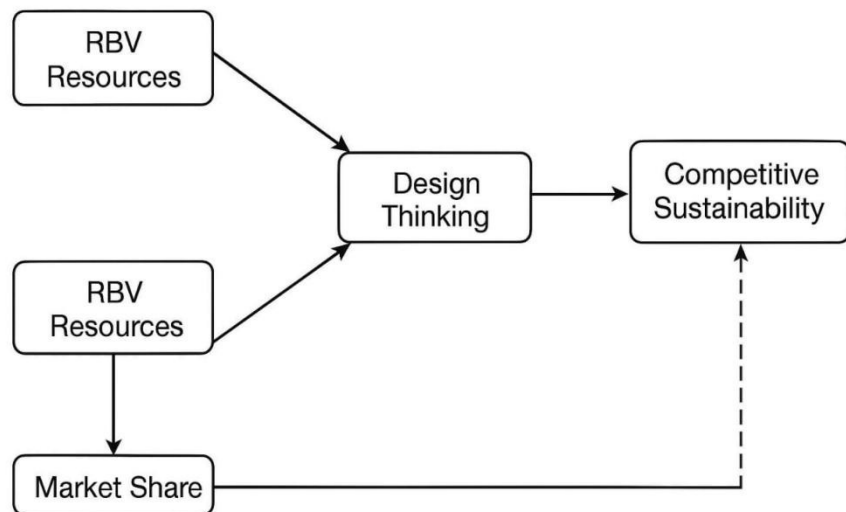 RBV
Resources
Design
Thinking
Competitive
Sustainability
RBV
Resources
Market Share